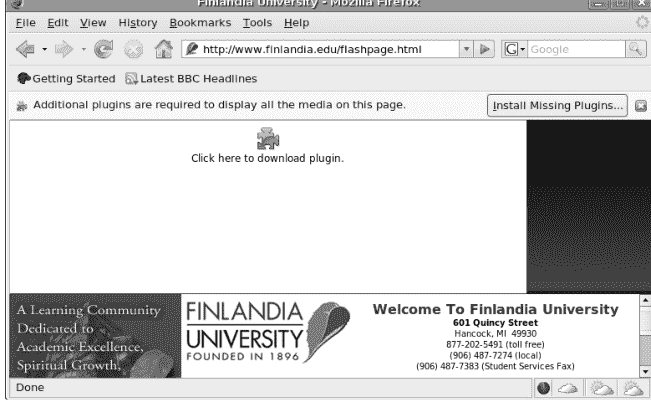 Finlandia University - Mozilla Firefox
File Edit View History Bookmarks Tools Help
http://www.finlandia.edu/flashpage.html G Google
Getting Started Latest BBC Headlines
Additional plugins are required to display all the media on this page. Install Missing Plugins...
Click here to download plugin.
A Learning Community
Dedicated to
Academic Excellence,
Spiritual Growth,
FINLANDIA
UNIVERSITY
FOUNDED IN 1896
Welcome To Finlandia University
601 Quincy Street
Hancock, MI 49930
877-202-5491 (toll free)
(906) 487-7274 (local)
(906) 487-7383 (Student Services Fax)
Done